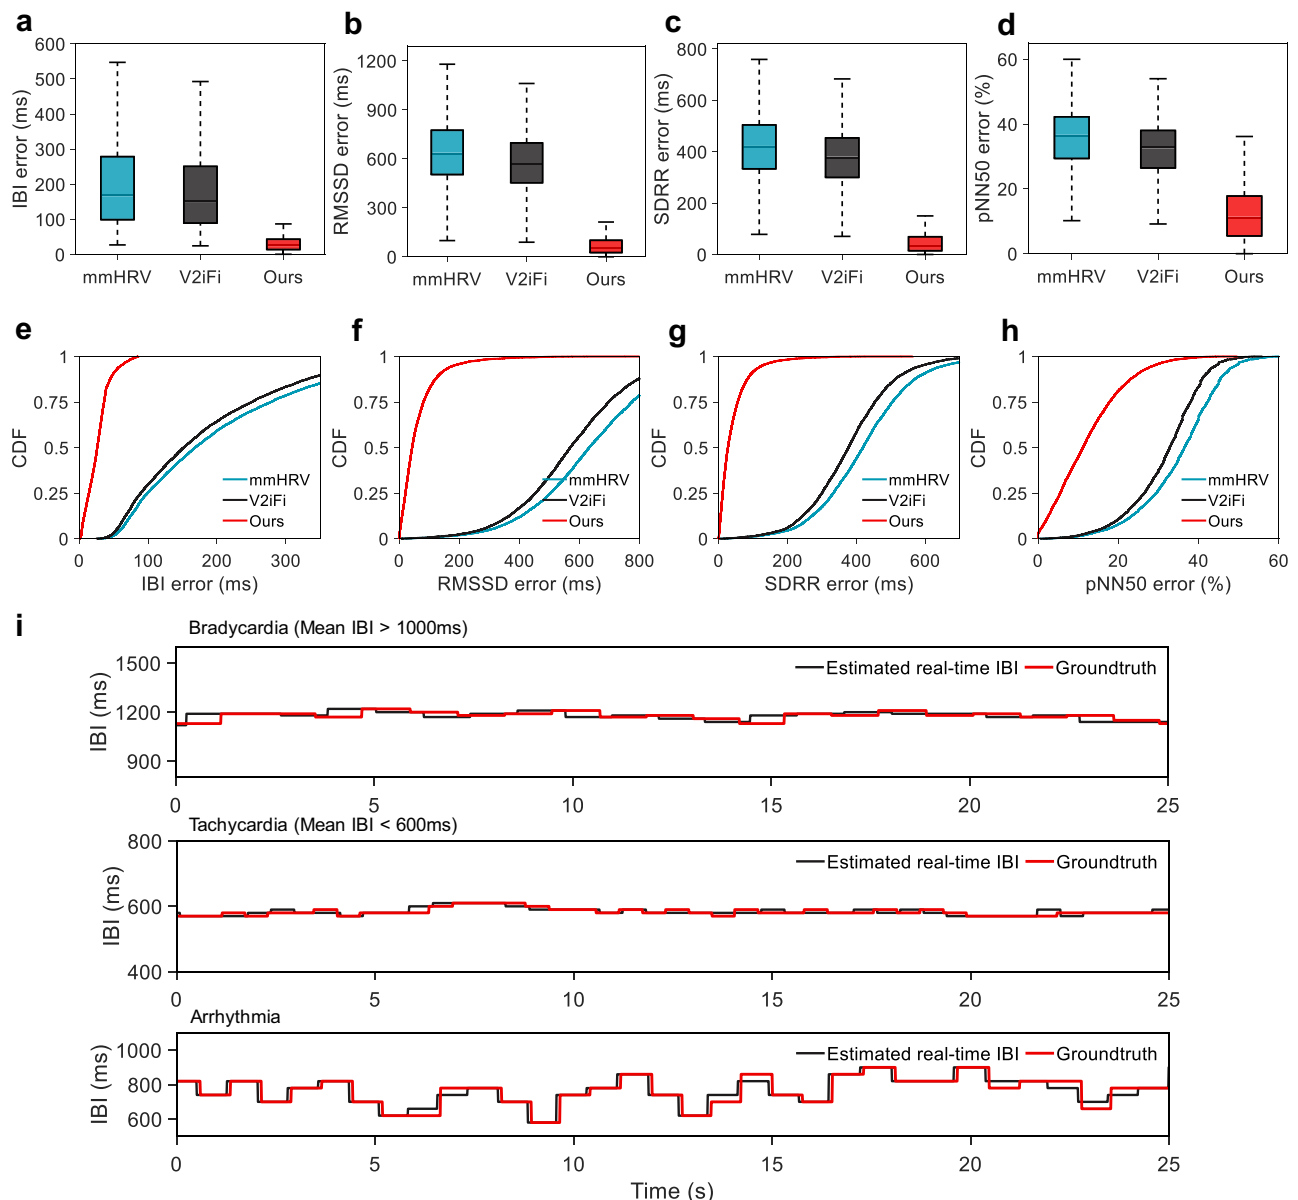 a
IBI error (ms)
600
500
400
300
200
100
0
mmHRV V2iFi Ours
b
RMSSD error (ms)
1200
900
600
300
0
mmHRV V2iFi Ours
c
SDRR error (ms)
800
600
400
200
0
mmHRV V2iFi Ours
d
pNN50 error (%)
60
40
20
0
mmHRV V2iFi Ours
e
CDF
1
0.75
0.5
0.25
0
mmHRV
V2iFi
Ours
0 100 200 300
IBI error (ms)
f
CDF
1
0.75
0.5
0.25
0
mmHRV
V2iFi
Ours
0 200 400 600 800
RMSSD error (ms)
g
CDF
1
0.75
0.5
0.25
0
mmHRV
V2iFi
Ours
0 200 400 600
SDRR error (ms)
h
CDF
1
0.75
0.5
0.25
0
mmHRV
V2iFi
Ours
0 20 40 60
pNN50 error (%)
i
Bradycardia (Mean IBI > 1000ms)
Estimated real-time IBI Groundtruth
IBI (ms)
1500
1200
900
0 5 10 15 20 25
Tachycardia (Mean IBI < 600ms)
Estimated real-time IBI Groundtruth
IBI (ms)
800
600
400
0 5 10 15 20 25
Arrhythmia
Estimated real-time IBI Groundtruth
IBI (ms)
1000
800
600
0 5 10 15 20 25
Time (s)